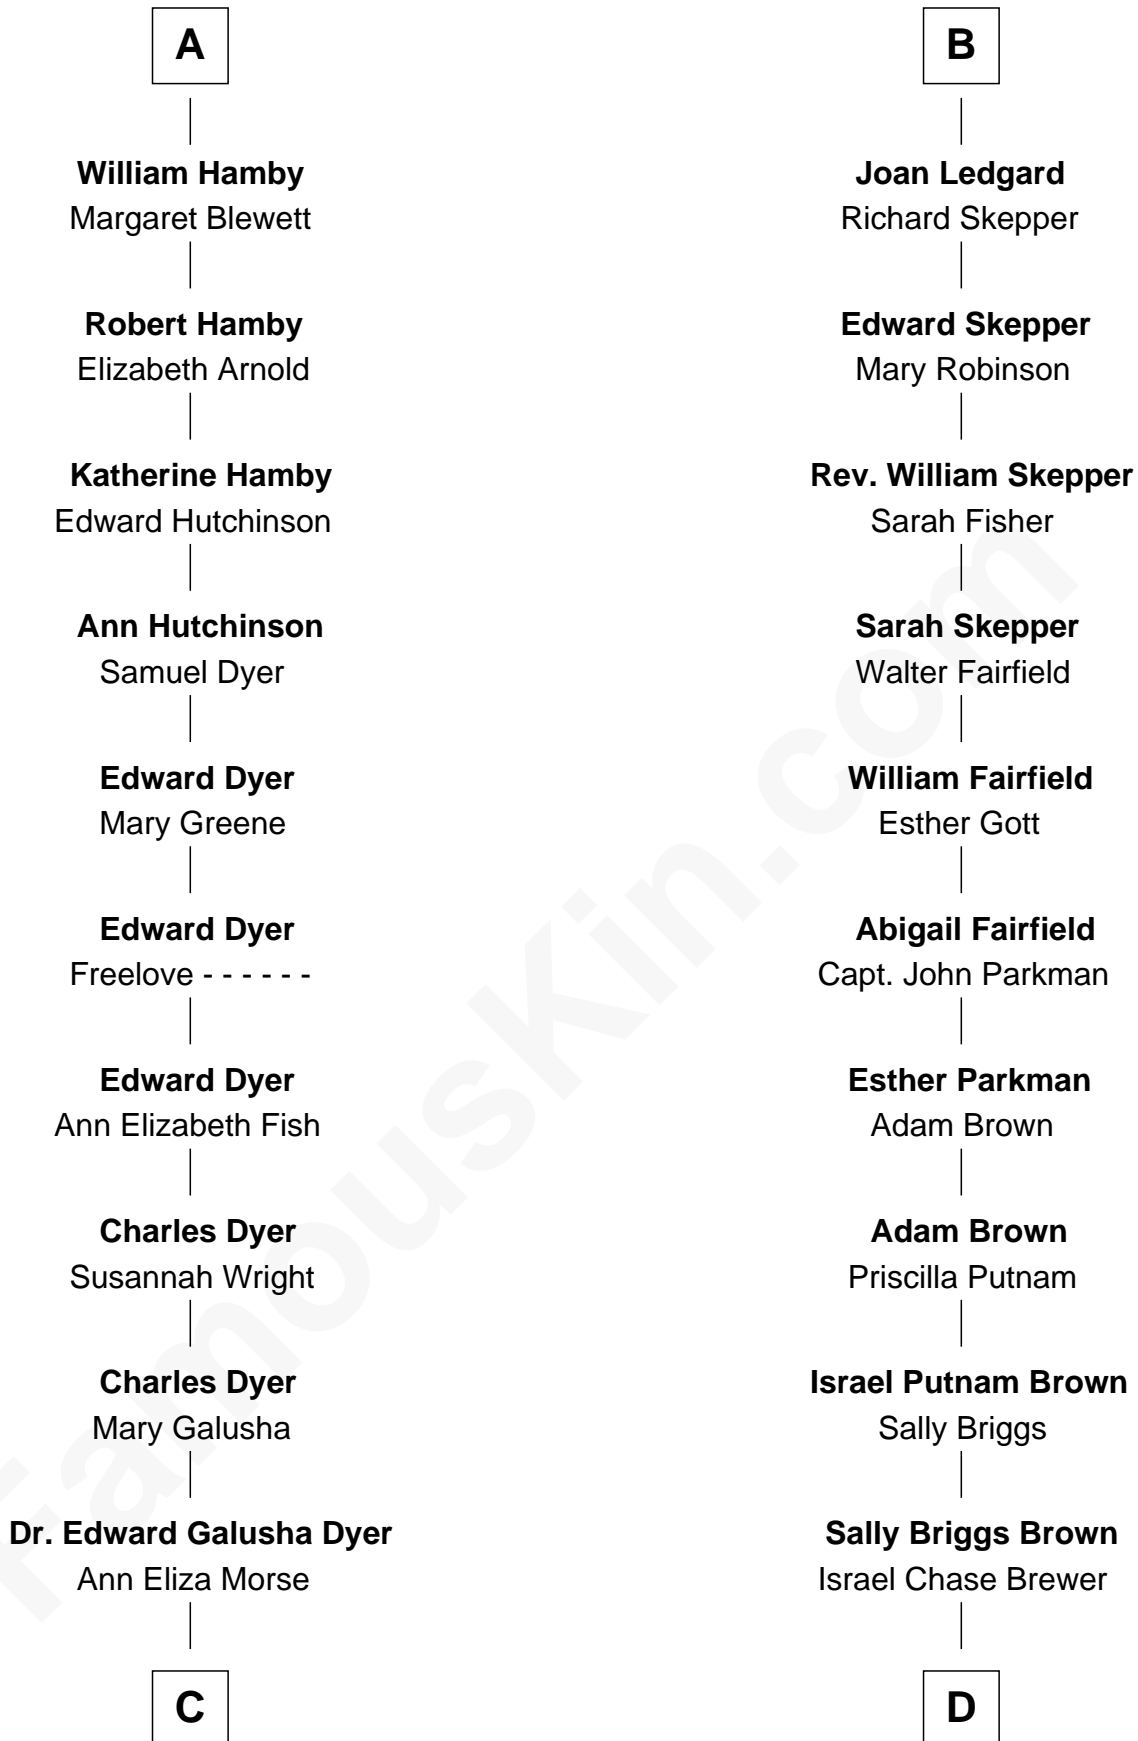 A
William Hamby
Margaret Blewett
Robert Hamby
Elizabeth Arnold
Katherine Hamby
Edward Hutchinson
Ann Hutchinson
Samuel Dyer
Edward Dyer
Mary Greene
Edward Dyer
Freelove - - - - - -
Edward Dyer
Ann Elizabeth Fish
Charles Dyer
Susannah Wright
Charles Dyer
Mary Galusha
Dr. Edward Galusha Dyer
Ann Eliza Morse
C
B
Joan Ledgard
Richard Skepper
Edward Skepper
Mary Robinson
Rev. William Skepper
Sarah Fisher
Sarah Skepper
Walter Fairfield
William Fairfield
Esther Gott
Abigail Fairfield
Capt. John Parkman
Esther Parkman
Adam Brown
Adam Brown
Priscilla Putnam
Israel Putnam Brown
Sally Briggs
Sally Briggs Brown
Israel Chase Brewer
D
FamousKin.com